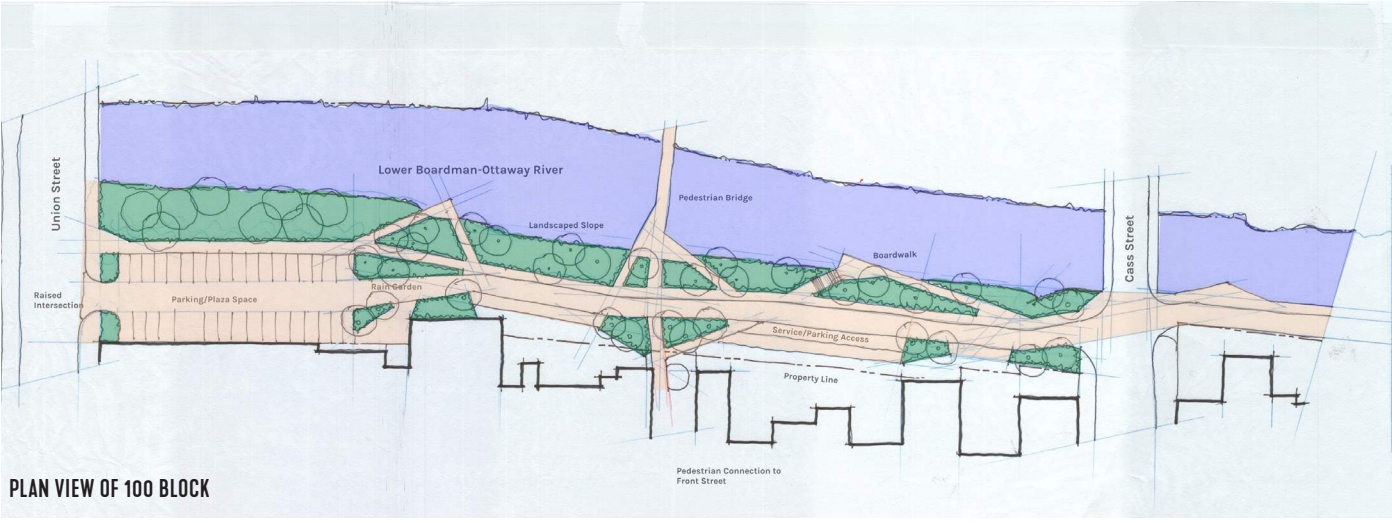 Union Street
Lower Boardman-Ottaway River
Pedestrian Bridge
Landscaped Slope
Boardwalk
Cass Street
Raised
Intersection
Parking/Plaza Space
Rain Garden
Service/Parking Access
Property Line
Pedestrian Connection to
Front Street
PLAN VIEW OF 100 BLOCK